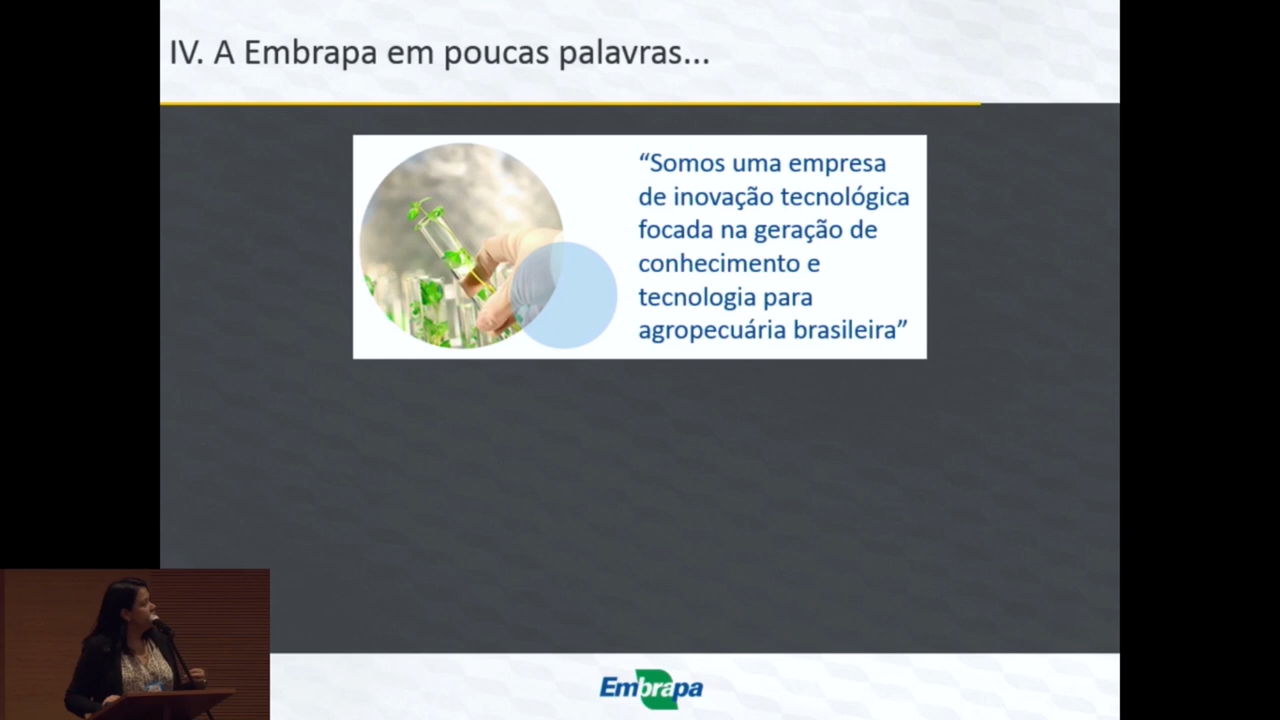 IV. A Embrapa em poucas palavras...
“Somos uma empresa
de inovação tecnológica
focada na geração de
conhecimento e
tecnologia para
agropecuária brasileira”
Embrapa